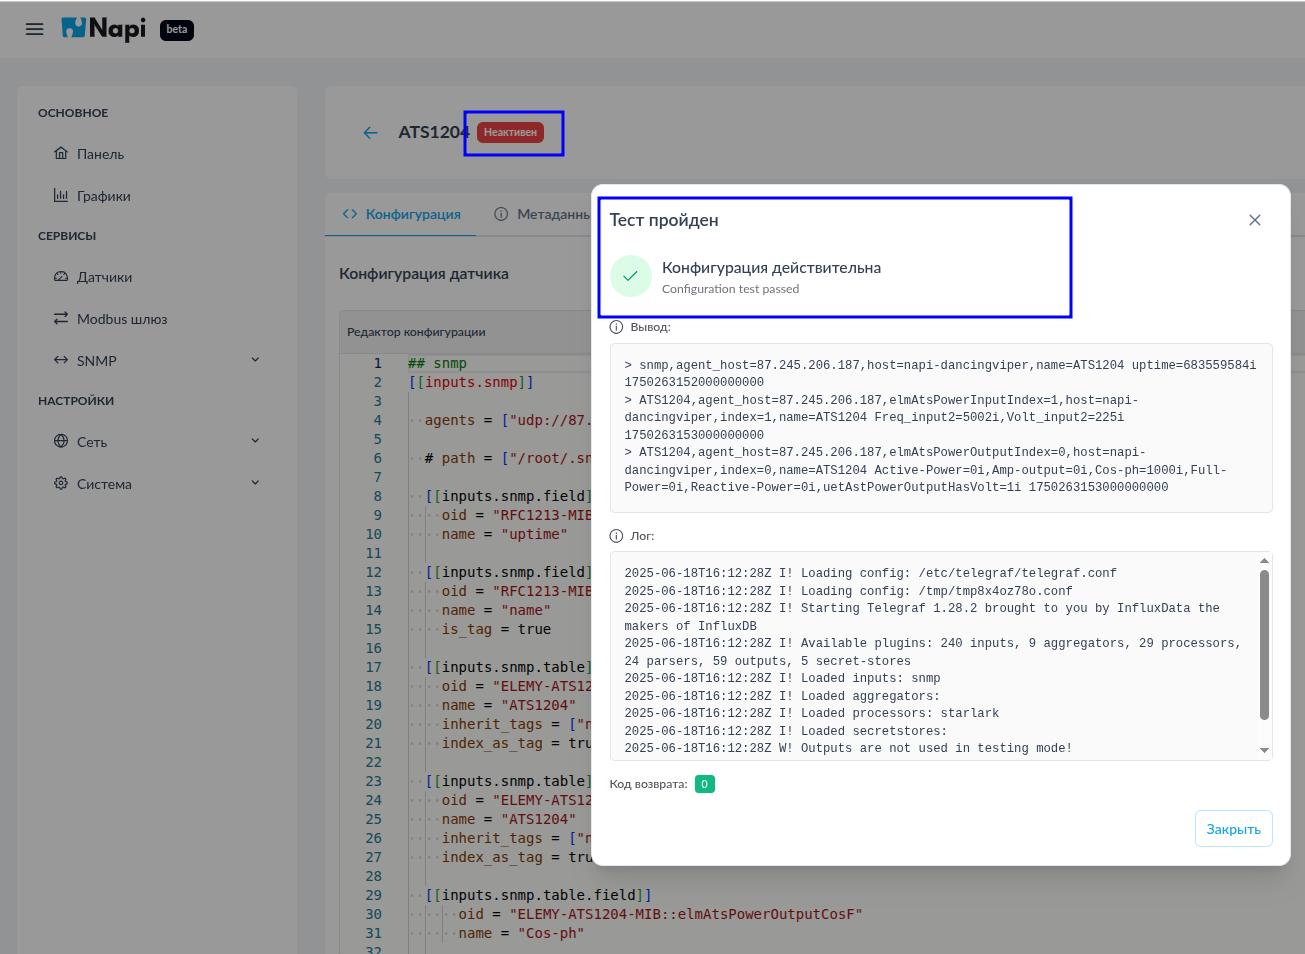 Napi
beta
ОСНОВНОЕ
Панель
Графики
СЕРВИСЫ
Датчики
Modbus шлюз
SNMP
НАСТРОЙКИ
Сеть
Система
ATS1204
Неактивен
Конфигурация
Конфигурация датчика
Редактор конфигурации
1 ## snmp
2 [[inputs.snmp]]
3
4 agents = ["udp://87.
5
6 # path = ["/root/.sn
7
8 [[inputs.snmp.field]
9 oid = "RFC1213-MIB
10 name = "uptime"
11
12 [[inputs.snmp.field]
13 oid = "RFC1213-MIB
14 name = "name"
15 is_tag = true
16
17 [[inputs.snmp.table]
18 oid = "ELEMY-ATS12
19 name = "ATS1204"
20 inherit_tags = ["n
21 index_as_tag = tru
22
23 [[inputs.snmp.table]
24 oid = "ELEMY-ATS12
25 name = "ATS1204"
26 inherit_tags = ["n
27 index_as_tag = tru
28
29 [[inputs.snmp.table.field]]
30 oid = "ELEMY-ATS1204-MIB::elmAtsPowerOutputCosF"
31 name = "Cos-ph"
32
Тест пройден
Конфигурация действительна
Configuration test passed
Вывод:
> snmp,agent_host=87.245.206.187,host=napi-dancingviper,name=ATS1204 uptime=683559584i
1750263152000000000
> ATS1204,agent_host=87.245.206.187,elmAtsPowerInputIndex=1,host=napi-
dancingviper,index=1,name=ATS1204 Freq_input2=5002i,Volt_input2=225i
1750263153000000000
> ATS1204,agent_host=87.245.206.187,elmAtsPowerOutputIndex=0,host=napi-
dancingviper,index=0,name=ATS1204 Active-Power=0i,Amp-output=0i,Cos-ph=1000i,Full-
Power=0i,Reactive-Power=0i,uetAstPowerOutputHasVolt=1i 1750263153000000000
Лог:
2025-06-18T16:12:28Z I! Loading config: /etc/telegraf/telegraf.conf
2025-06-18T16:12:28Z I! Loading config: /tmp/tmp8x4oz78o.conf
2025-06-18T16:12:28Z I! Starting Telegraf 1.28.2 brought to you by InfluxData the
makers of InfluxDB
2025-06-18T16:12:28Z I! Available plugins: 240 inputs, 9 aggregators, 29 processors,
24 parsers, 59 outputs, 5 secret-stores
2025-06-18T16:12:28Z I! Loaded inputs: snmp
2025-06-18T16:12:28Z I! Loaded aggregators:
2025-06-18T16:12:28Z I! Loaded processors: starlark
2025-06-18T16:12:28Z I! Loaded secretstores:
2025-06-18T16:12:28Z W! Outputs are not used in testing mode!
Код возврата: 0
Закрыть